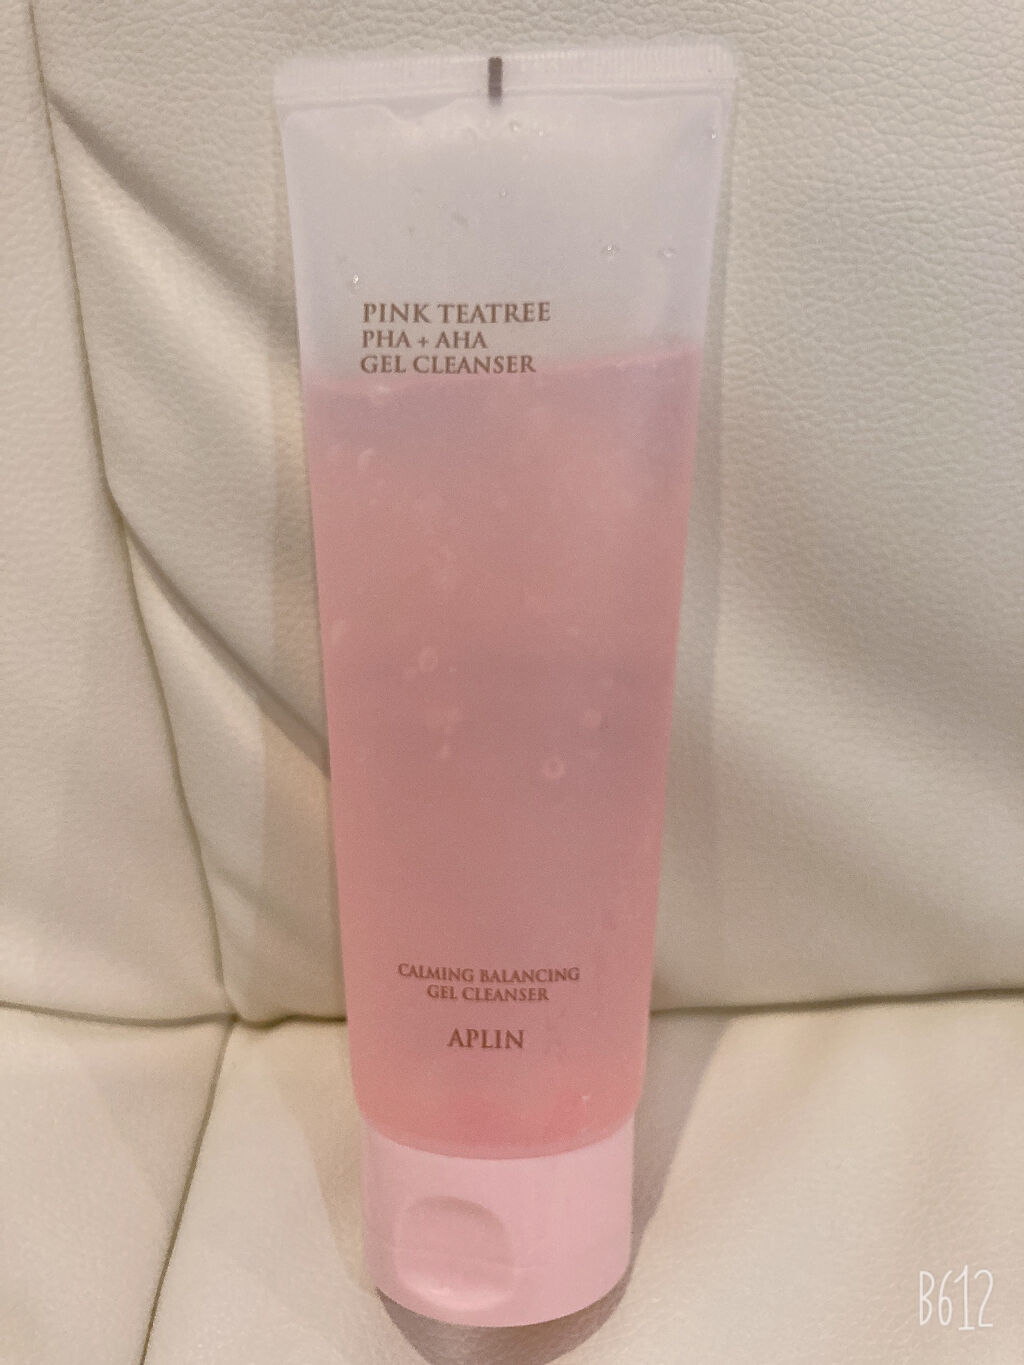 PINK TEATREE
PHA + AHA
GEL CLEANSER
CALMING BALANCING
GEL CLEANSER
APLIN
B612